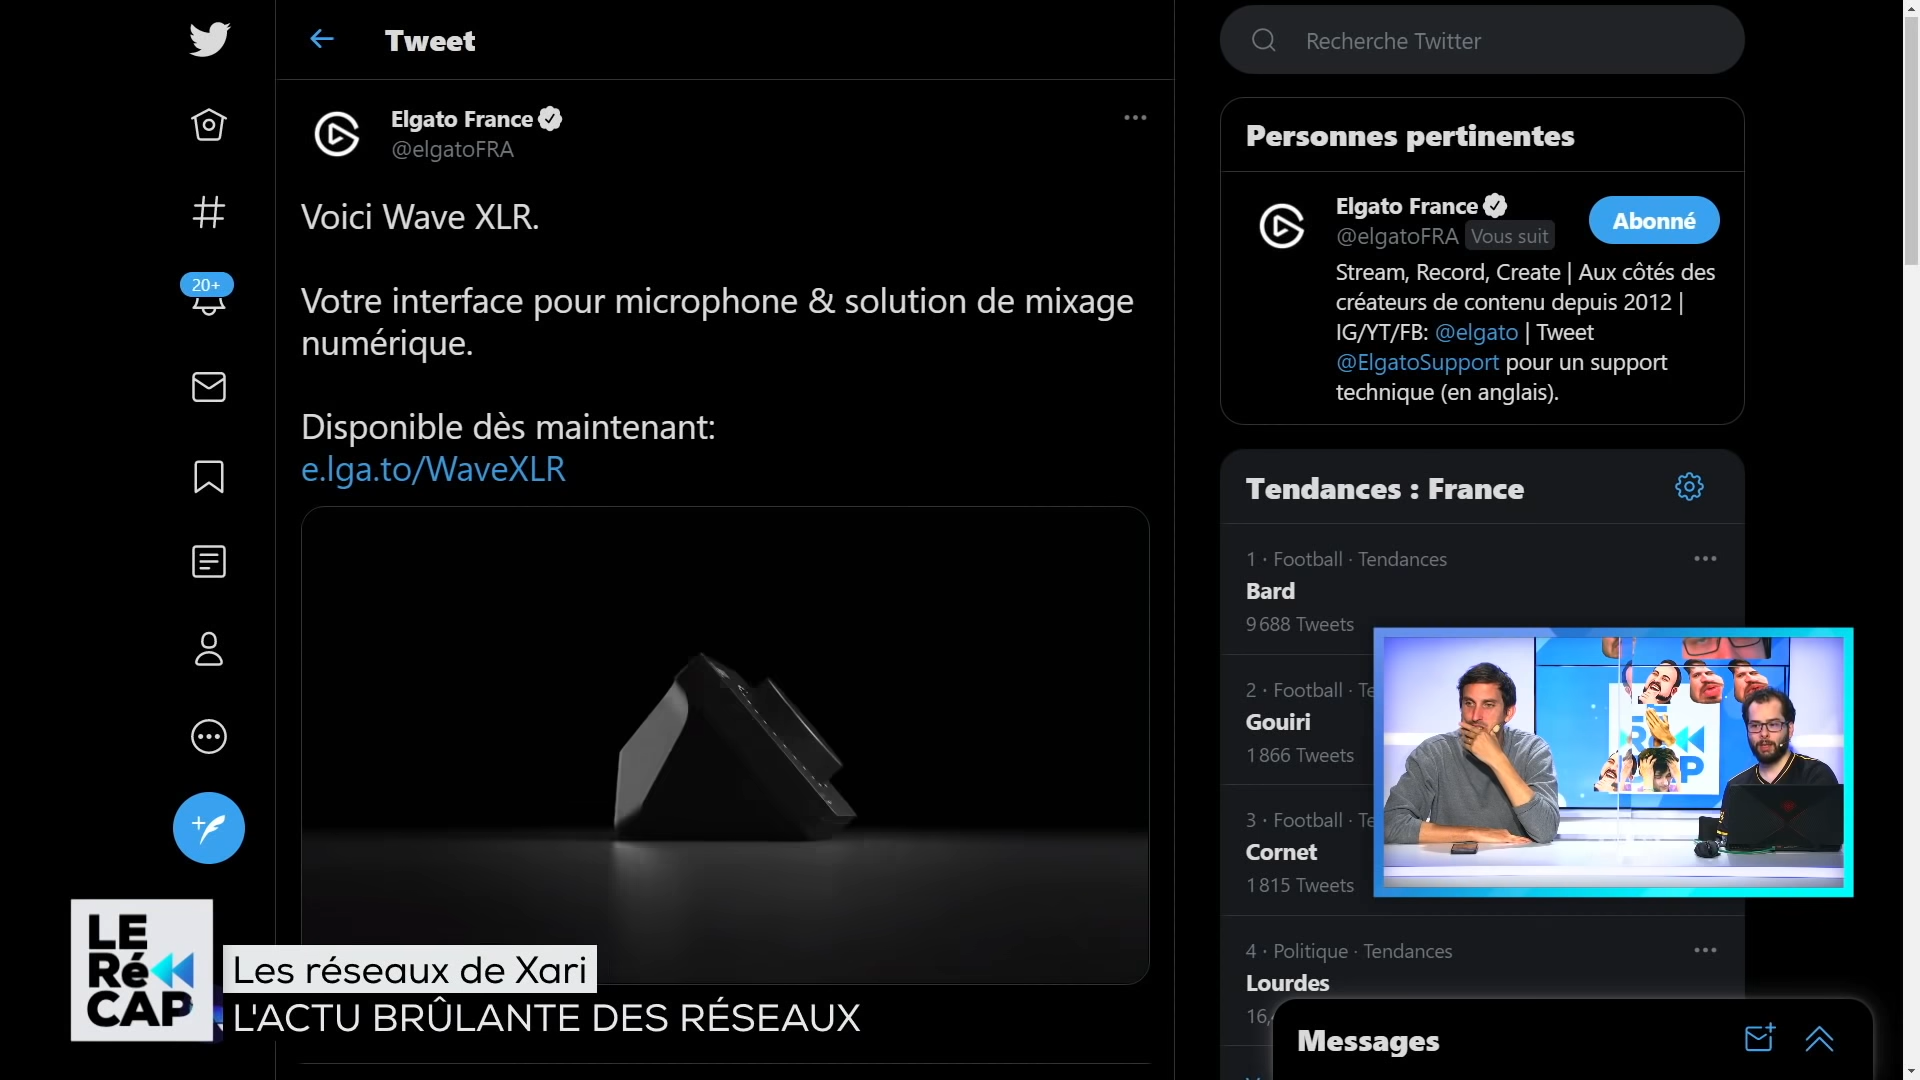 Tweet
Recherche Twitter
Elgato France
@elgatoFRA
Voici Wave XLR.
Votre interface pour microphone & solution de mixage
numérique.
Disponible dès maintenant:
e.lga.to/WaveXLR
20+
Personnes pertinentes
Elgato France
@elgatoFRA Vous suit
Abonné
Stream, Record, Create | Aux côtés des
créateurs de contenu depuis 2012 |
IG/YT/FB: @elgato | Tweet
@ElgatoSupport pour un support
technique (en anglais).
Tendances : France
1 · Football · Tendances
Bard
9 688 Tweets
2 · Football ·
Gouiri
1 866 Tweets
3 · Football ·
Cornet
1 815 Tweets
4 · Politique · Tendances
Lourdes
Messages
LE
Ré
CAP
Les réseaux de Xari
L'ACTU BRÛLANTE DES RÉSEAUX